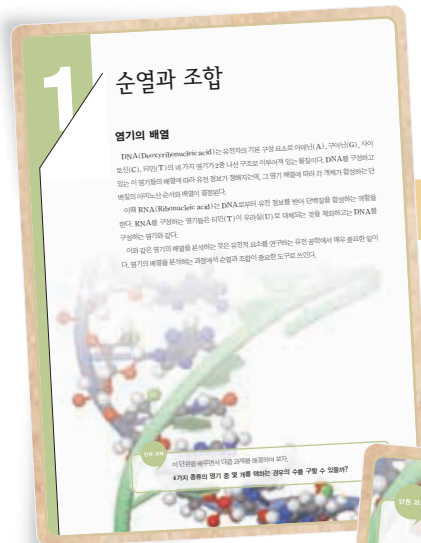 1
순열과 조합
염기의 배열
DNA(Deoxyribonucleic acid)는 유전자의 기본 구성 요소로 아데닌(A), 구아닌(G), 사이
토신(C), 티민(T)의 네 가지 염기가 2중 나선 구조로 이루어져 있는 물질이다. DNA를 구성하고
있는 이 염기들의 배열에 따라 유전 정보가 정해지는데, 그 염기 배열에 따라 각 개체가 합성하는 단
백질의 아미노산 순서와 배열이 결정된다.
이때 RNA(Ribonucleic acid)는 DNA로부터 유전 정보를 받아 단백질을 합성하는 역할을
한다. RNA를 구성하는 염기들은 티민(T)이 우라실(U)로 대체되는 것을 제외하고는 DNA를
구성하는 염기와 같다.
이와 같은 염기의 배열을 분석하는 것은 유전적 요소를 연구하는 유전 공학에서 매우 중요한 일이
다. 염기의 배열을 분석하는 과정에서 순열과 조합이 중요한 도구로 쓰인다.
단원 과제
이 단원을 배우면서 다음 과제를 해결하여 보자.
4가지 종류의 염기 중 몇 개를 택하는 경우의 수를 구할 수 있을까?
단원